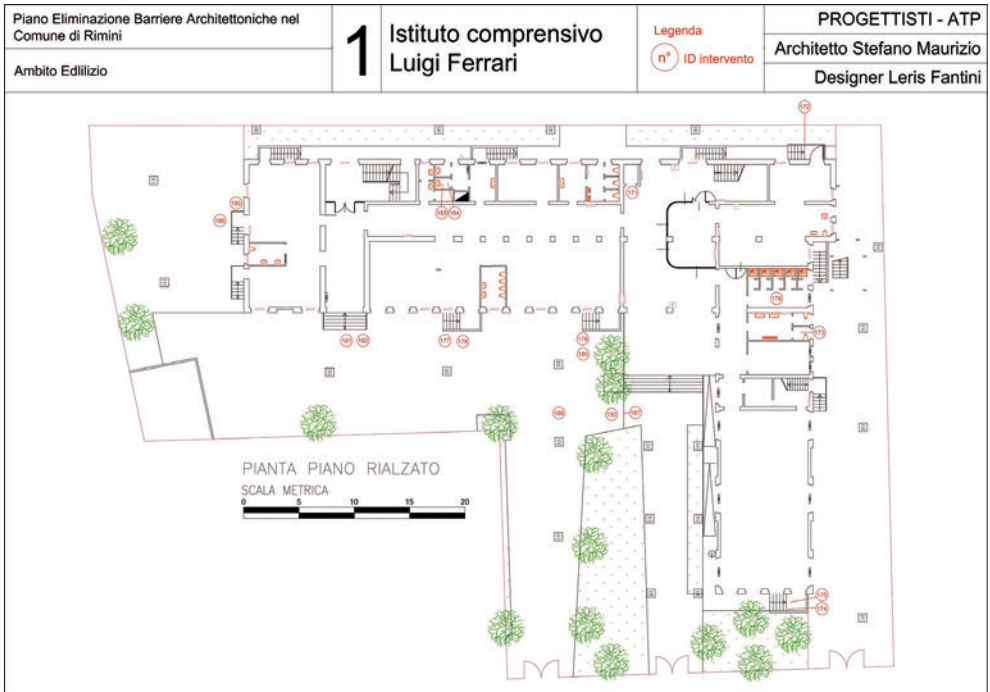 Piano Eliminazione Barriere Architettoniche nel
Comune di Rimini
Ambito Edlilizio
1
Istituto comprensivo
Luigi Ferrari
Legenda
n° ID intervento
PROGETTISTI - ATP
Architetto Stefano Maurizio
Designer Leris Fantini
172
171
183 184
185
186
176
173
181 182
177 178
179
180
150 187
PIANTA PIANO RIALZATO
SCALA METRICA
0 5 10 15 20
175
174